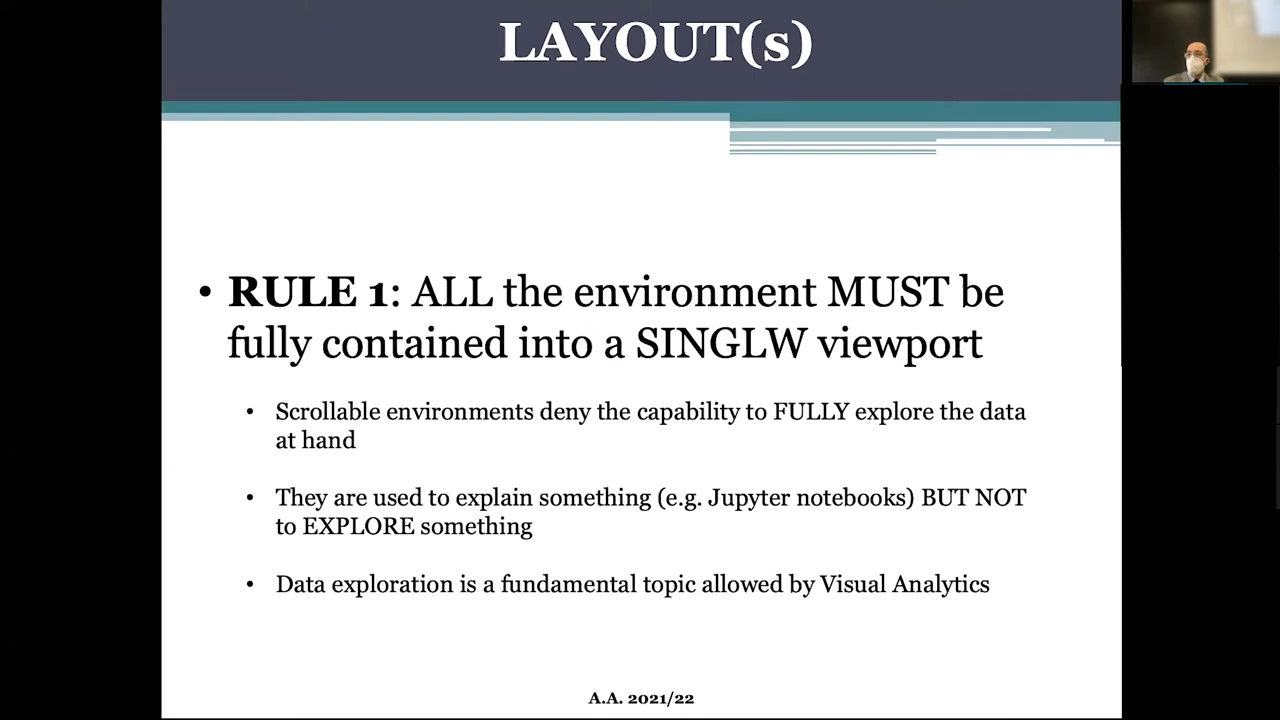 LAYOUT(s)
• RULE 1: ALL the environment MUST be
fully contained into a SINGLW viewport
• Scrollable environments deny the capability to FULLY explore the data
at hand
• They are used to explain something (e.g. Jupyter notebooks) BUT NOT
to EXPLORE something
• Data exploration is a fundamental topic allowed by Visual Analytics
A.A. 2021/22